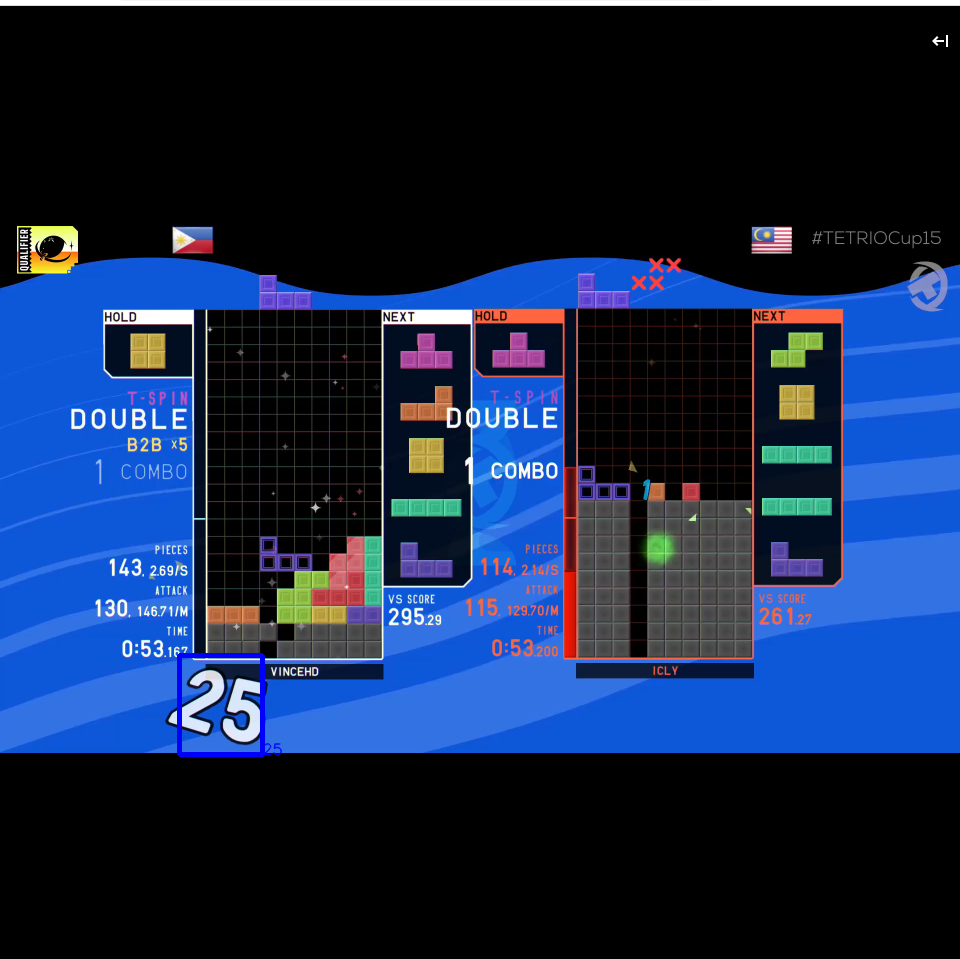 QUALIFIER
#TETRIOCup15
HOLD
NEXT
HOLD
NEXT
T-SPIN
DOUBLE
B2B ×5
1 COMBO
T-SPIN
DOUBLE
1 COMBO
1
PIECES
143, 2.69/S
ATTACK
130, 146.71/M
TIME
0:53.167
VS SCORE
295.29
PIECES
114, 2.14/S
ATTACK
115, 129.70/M
TIME
0:53.200
VS SCORE
261.27
VINCEHD
ICLY
25
25